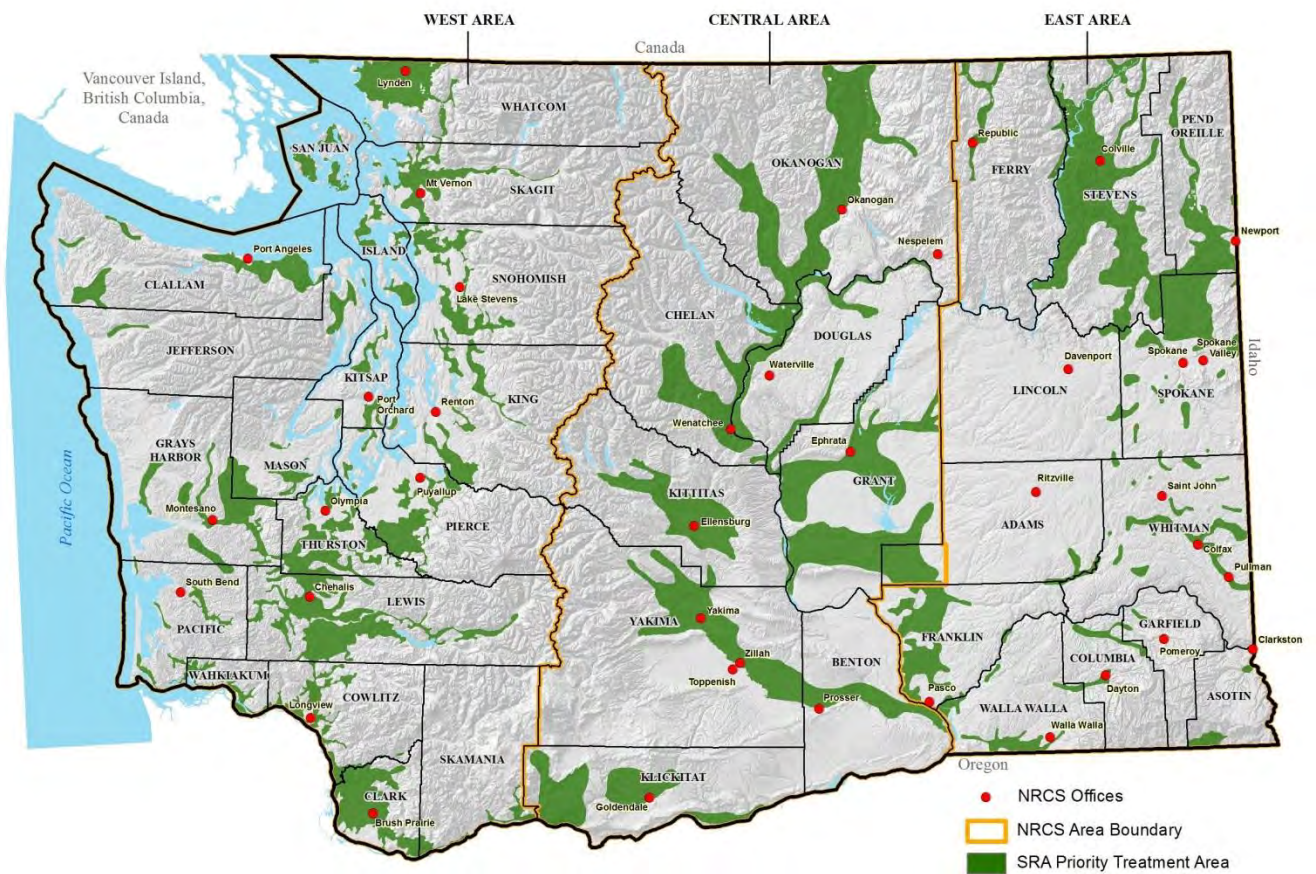 WEST AREA
CENTRAL AREA
EAST AREA
Canada
Vancouver Island,
British Columbia,
Canada
Lynden
WHATCOM
SAN JUAN
OKANOGAN
Republic
FERRY
Colville
STEVENS
PEND
OREILLE
Mt Vernon
SKAGIT
Okanogan
Nespelem
Newport
Port Angeles
ISLAND
CLALLAM
SNOHOMISH
Lake Stevens
CHELAN
DOUGLAS
JEFFERSON
KITSAP
Port
Orchard
Renton
KING
Waterville
Davenport
LINCOLN
Spokane
Spokane
Valley
SPOKANE
Idaho
Wenatchee
Ephrata
GRAYS
HARBOR
MASON
Pacific Ocean
Puyallup
Olympia
Montesano
PIERCE
THURSTON
KITTITAS
Ellensburg
GRANT
Ritzville
ADAMS
Saint John
WHITMAN
Colfax
Pullman
South Bend
PACIFIC
Chehalis
LEWIS
YAKIMA
Yakima
Zillah
Toppenish
BENTON
Prosser
FRANKLIN
Pasco
GARFIELD
Pomeroy
Clarkston
COLUMBIA
Dayton
ASOTIN
WALLA WALLA
Walla Walla
WAHKIAKUM
COWLITZ
Longview
SKAMANIA
KLICKITAT
Goldendale
CLARK
Brush Prairie
Oregon
NRCS Offices
NRCS Area Boundary
SRA Priority Treatment Area